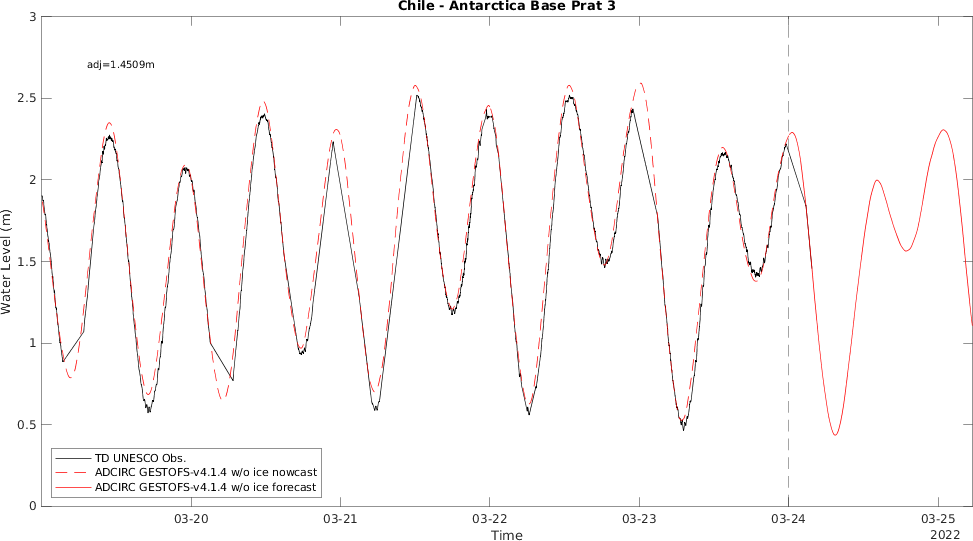 Chile - Antarctica Base Prat 3
3
adj=1.4509m
2.5
2
1.5
1
0.5
0
Water Level (m)
TD UNESCO Obs.
ADCIRC GESTOFS-v4.1.4 w/o ice nowcast
ADCIRC GESTOFS-v4.1.4 w/o ice forecast
03-20 03-21 03-22 03-23 03-24 03-25
Time 2022